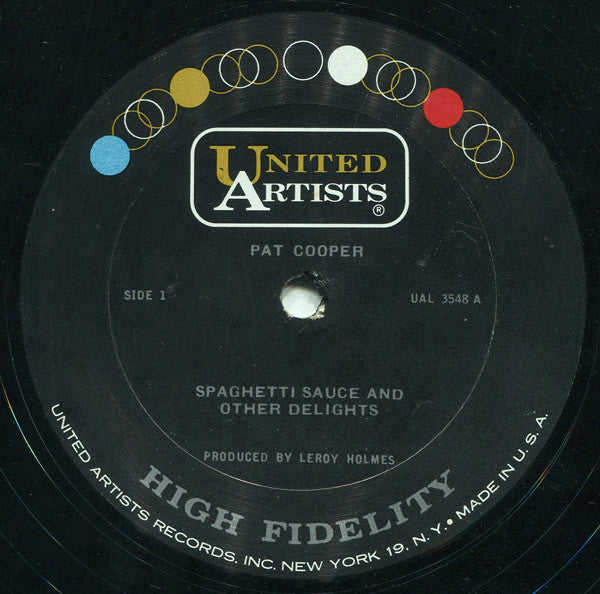 UNITED
ARTISTS
®
PAT COOPER
SIDE 1
UAL 3548 A
SPAGHETTI SAUCE AND
OTHER DELIGHTS
PRODUCED BY LEROY HOLMES
HIGH FIDELITY
UNITED ARTISTS RECORDS, INC. NEW YORK 19, N. Y. • MADE IN U. S. A.